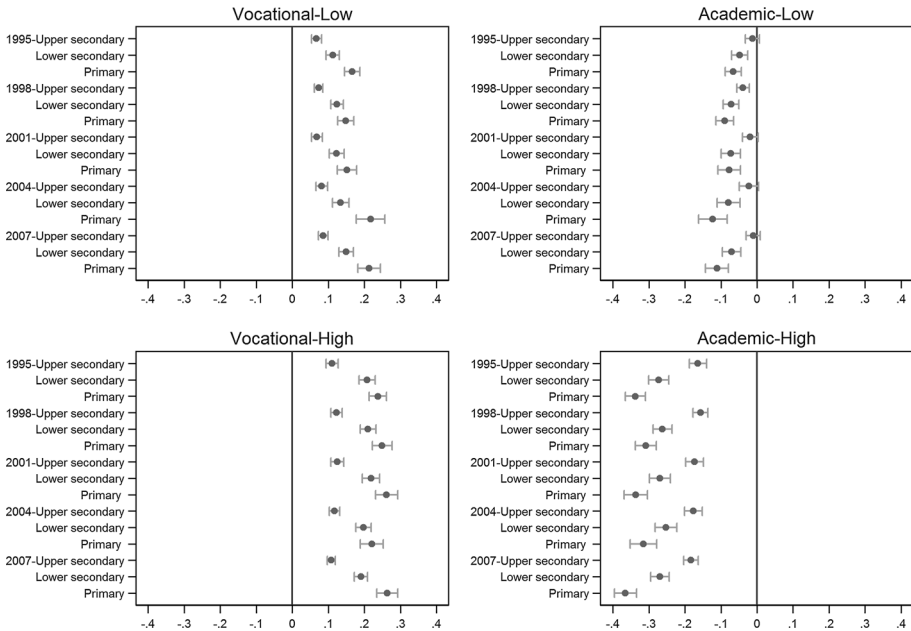 Vocational-Low
1995-Upper secondary
Lower secondary
Primary
1998-Upper secondary
Lower secondary
Primary
2001-Upper secondary
Lower secondary
Primary
2004-Upper secondary
Lower secondary
Primary
2007-Upper secondary
Lower secondary
Primary
-.4 -.3 -.2 -.1 0 .1 .2 .3 .4
Academic-Low
1995-Upper secondary
Lower secondary
Primary
1998-Upper secondary
Lower secondary
Primary
2001-Upper secondary
Lower secondary
Primary
2004-Upper secondary
Lower secondary
Primary
2007-Upper secondary
Lower secondary
Primary
-.4 -.3 -.2 -.1 0 .1 .2 .3 .4
Vocational-High
1995-Upper secondary
Lower secondary
Primary
1998-Upper secondary
Lower secondary
Primary
2001-Upper secondary
Lower secondary
Primary
2004-Upper secondary
Lower secondary
Primary
2007-Upper secondary
Lower secondary
Primary
-.4 -.3 -.2 -.1 0 .1 .2 .3 .4
Academic-High
1995-Upper secondary
Lower secondary
Primary
1998-Upper secondary
Lower secondary
Primary
2001-Upper secondary
Lower secondary
Primary
2004-Upper secondary
Lower secondary
Primary
2007-Upper secondary
Lower secondary
Primary
-.4 -.3 -.2 -.1 0 .1 .2 .3 .4